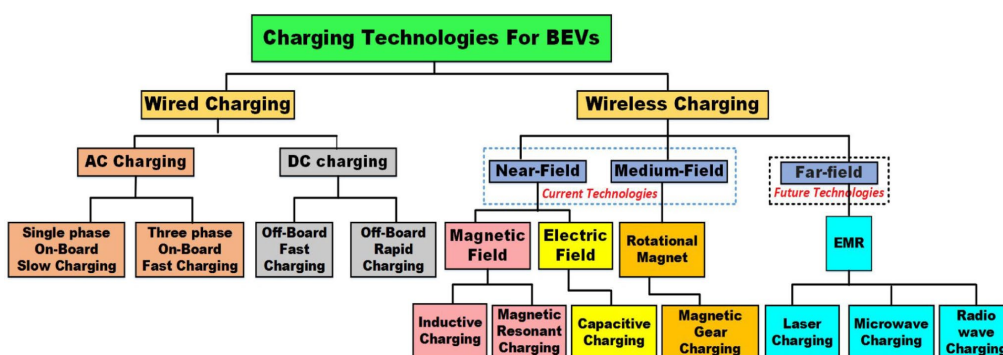 Charging Technologies For BEVs
Wired Charging
Wireless Charging
AC Charging
DC charging
Near-Field
Medium-Field
Far-field
Current Technologies
Future Technologies
Single phase
On-Board
Slow Charging
Three phase
On-Board
Fast Charging
Off-Board
Fast
Charging
Off-Board
Rapid
Charging
Magnetic
Field
Electric
Field
Rotational
Magnet
EMR
Inductive
Charging
Magnetic
Resonant
Charging
Capacitive
Charging
Magnetic
Gear
Charging
Laser
Charging
Microwave
Charging
Radio
wave
Charging